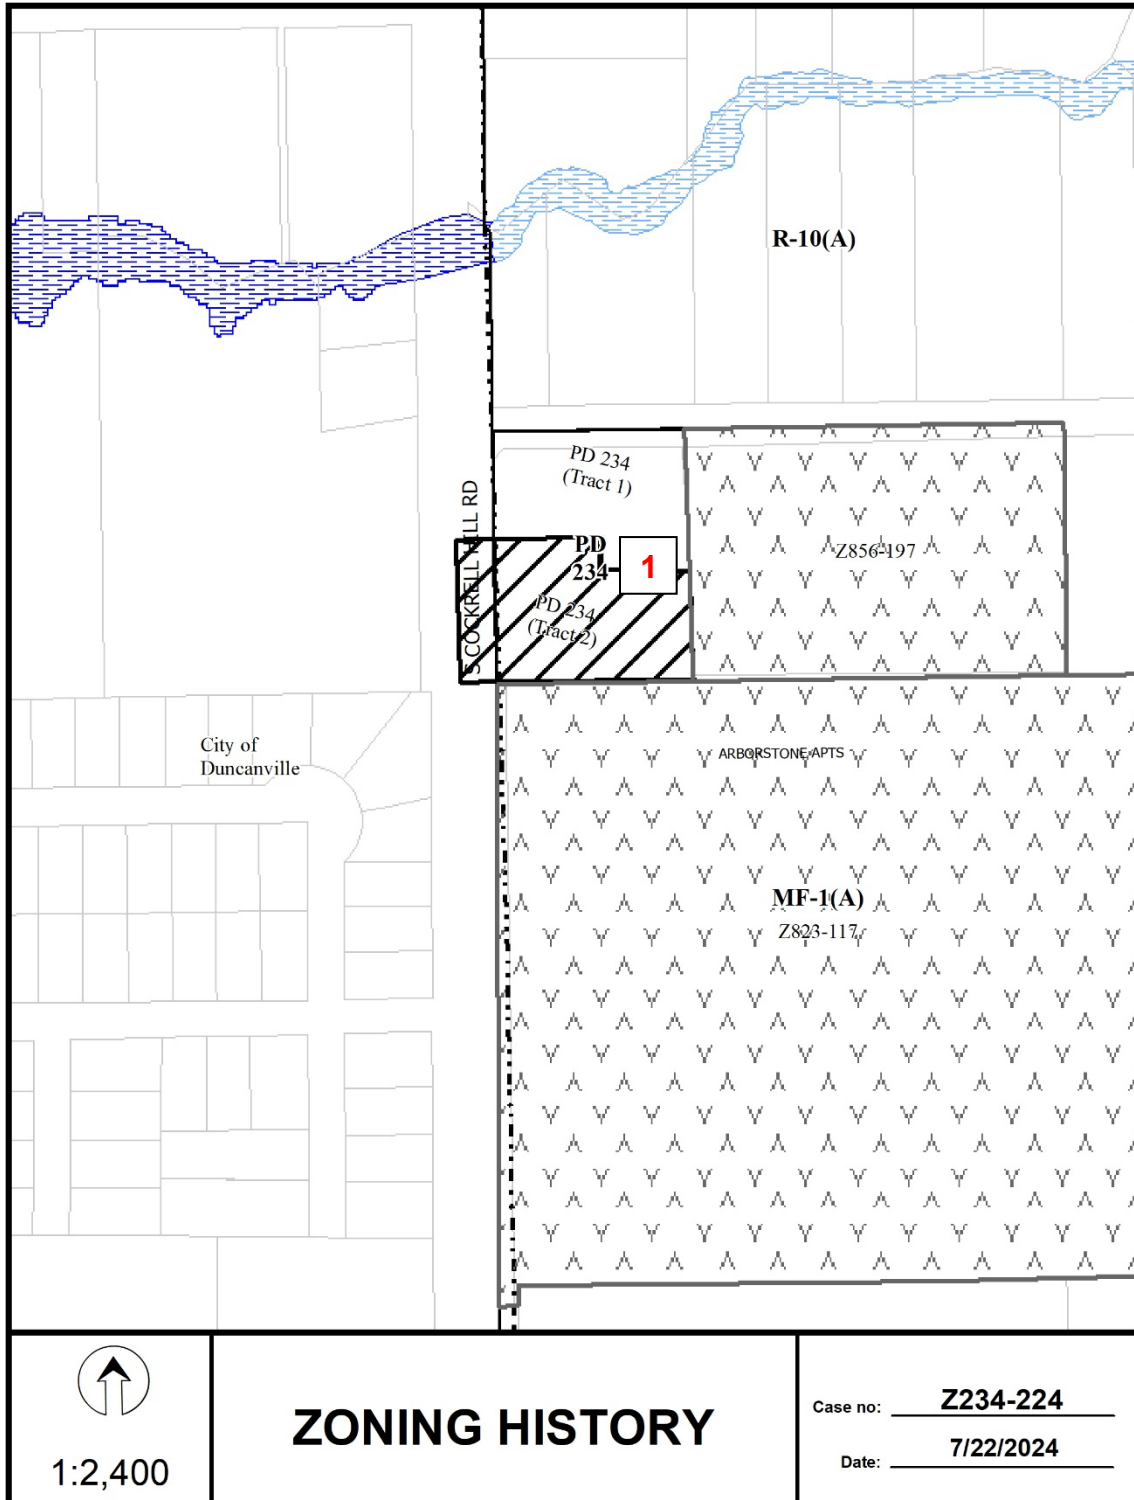 R-10(A)
PD 234
(Tract 1)
S COCKRELL HILL RD
PD
234
1
Z856-197
PD 234
(Tract 2)
City of
Duncanville
ARBORSTONE APTS
MF-1(A)
Z823-117
1:2,400
ZONING HISTORY
Case no: Z234-224
Date: 7/22/2024